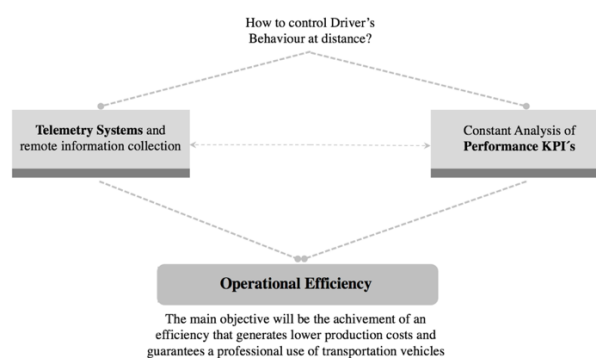 How to control Driver's
Behaviour at distance?
Telemetry Systems and
remote information collection
Constant Analysis of
Performance KPI´s
Operational Efficiency
The main objective will be the achivement of an
efficiency that generates lower production costs and
guarantees a professional use of transportation vehicles